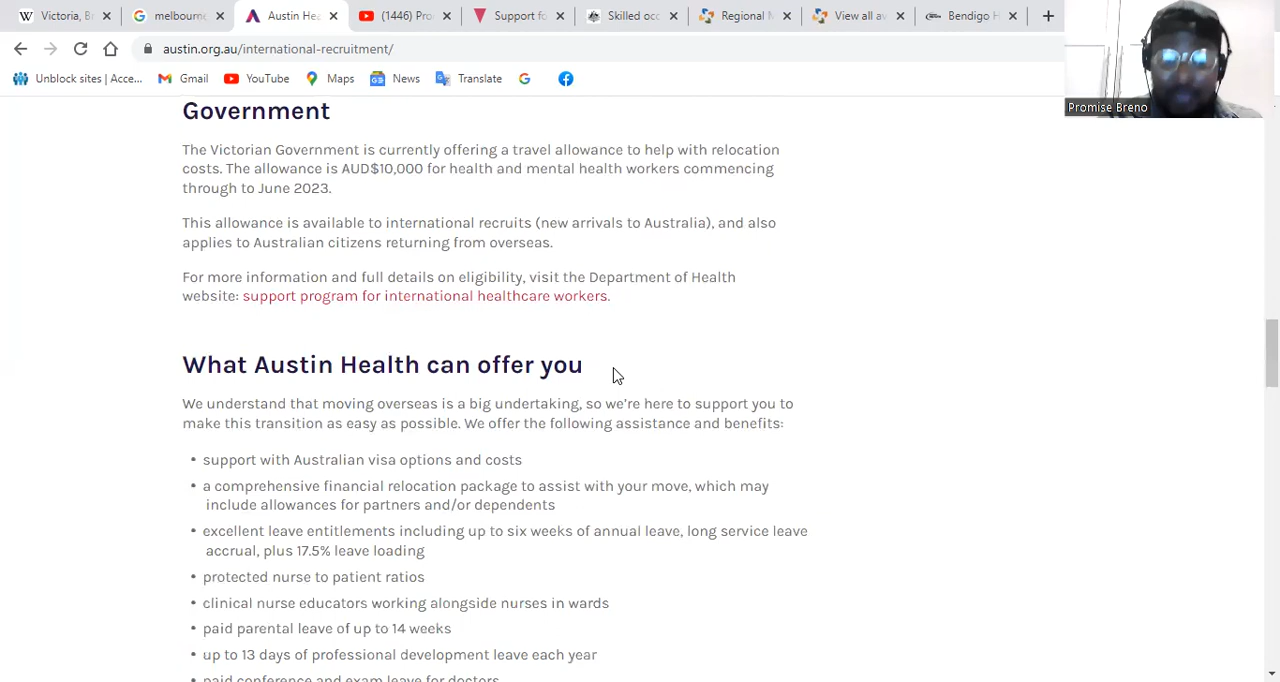 Victoria, B
melbourne
Austin Hea
(1446) Pro
Support fo
Skilled occ
Regional M
View all av
Bendigo H
austin.org.au/international-recruitment/
Unblock sites | Acce...
Gmail
YouTube
Maps
News
Translate
Promise Breno
Government
The Victorian Government is currently offering a travel allowance to help with relocation
costs. The allowance is AUD$10,000 for health and mental health workers commencing
through to June 2023.
This allowance is available to international recruits (new arrivals to Australia), and also
applies to Australian citizens returning from overseas.
For more information and full details on eligibility, visit the Department of Health
website: support program for international healthcare workers.
What Austin Health can offer you
We understand that moving overseas is a big undertaking, so we're here to support you to
make this transition as easy as possible. We offer the following assistance and benefits:
• support with Australian visa options and costs
• a comprehensive financial relocation package to assist with your move, which may
include allowances for partners and/or dependents
• excellent leave entitlements including up to six weeks of annual leave, long service leave
accrual, plus 17.5% leave loading
• protected nurse to patient ratios
• clinical nurse educators working alongside nurses in wards
• paid parental leave of up to 14 weeks
• up to 13 days of professional development leave each year
paid conference and exam leave for doctors